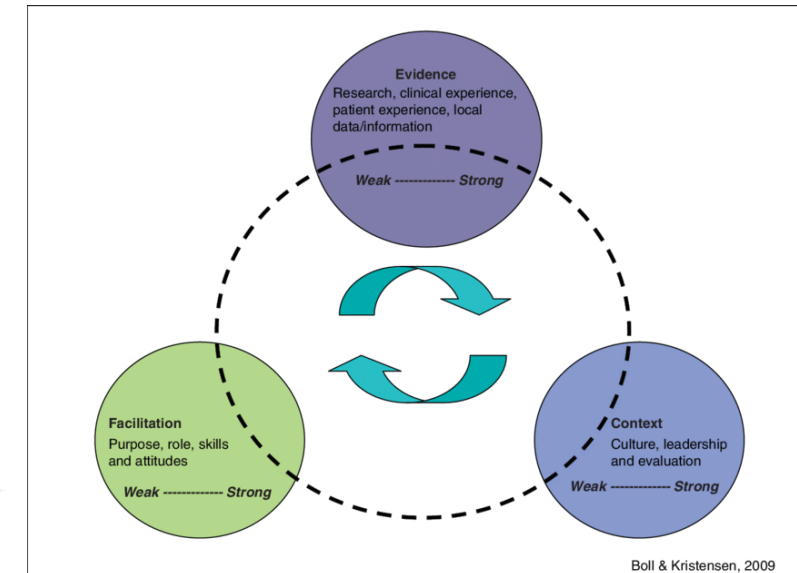 Evidence
Research, clinical experience,
patient experience, local
data/information
Weak ------------- Strong
Facilitation
Purpose, role, skills
and attitudes
Weak ------------- Strong
Context
Culture, leadership
and evaluation
Weak ------------- Strong
Boll & Kristensen, 2009